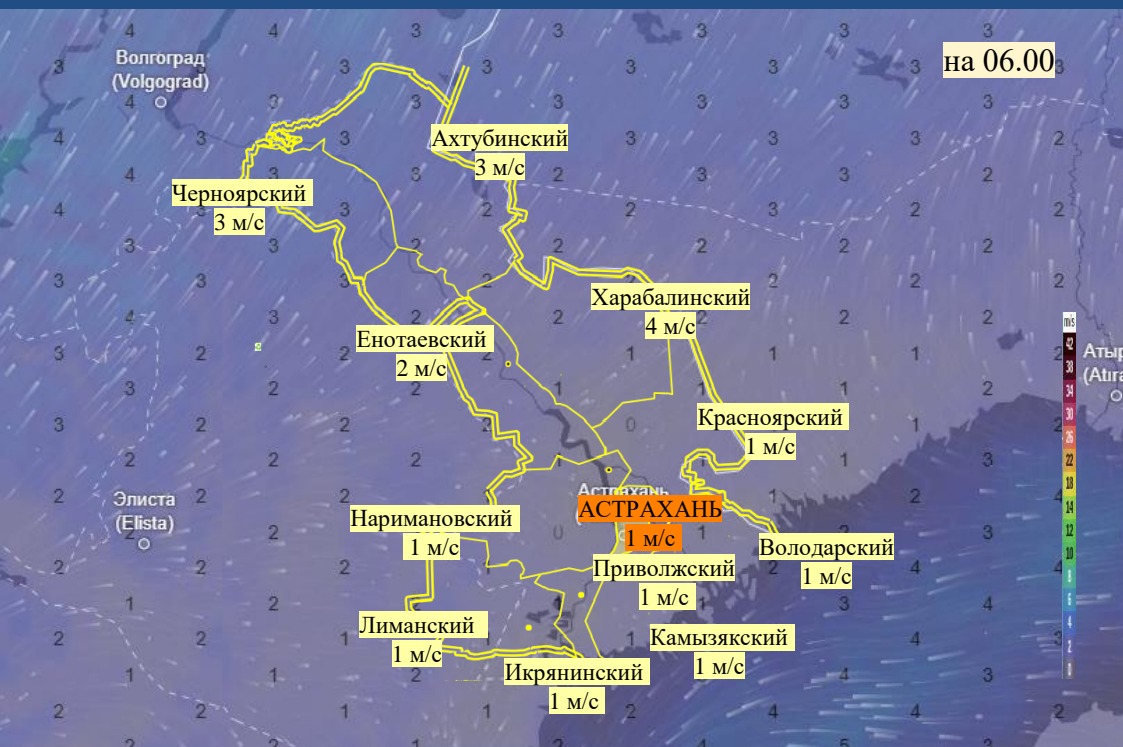 на 06.00
Волгоград
(Volgograd)
Ахтубинский
3 м/с
Черноярский
3 м/с
Харабалинский
4 м/с
Енотаевский
2 м/с
m/s
42
38
34
30
26
22
18
14
12
10
8
6
4
2
0
Атыр
(Atıra
Красноярский
1 м/с
Элиста
(Elista)
Астрахань
АСТРАХАНЬ
1 м/с
Наримановский
1 м/с
Володарский
1 м/с
Приволжский
1 м/с
Лиманский
1 м/с
Камызякский
1 м/с
Икрянинский
1 м/с